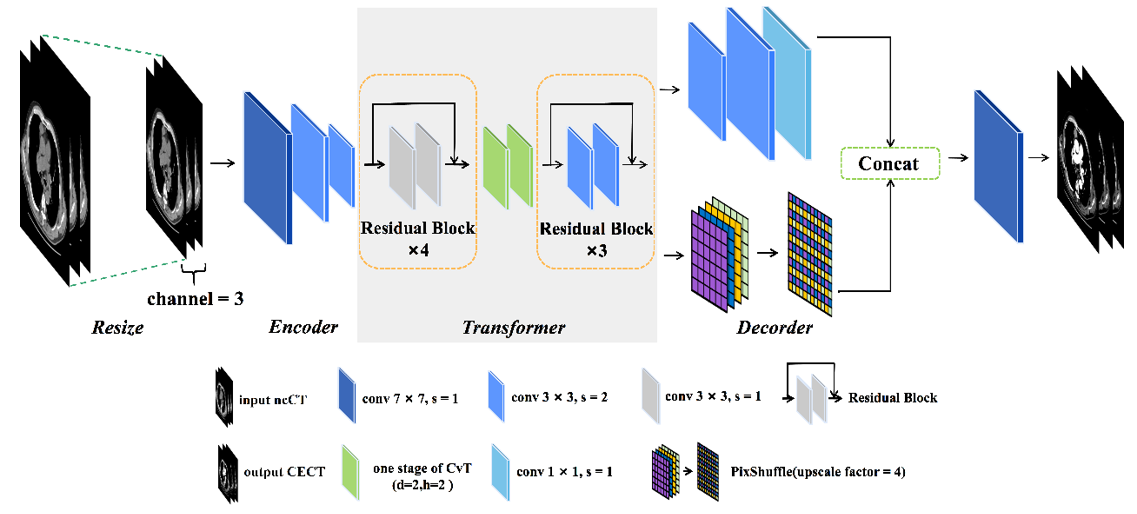 Concat
Residual Block
×4
Residual Block
×3
channel = 3
Resize
Encoder
Transformer
Decorder
input ncCT
conv 7 × 7, s = 1
conv 3 × 3, s = 2
conv 3 × 3, s = 1
Residual Block
output CECT
one stage of CvT
(d=2,h=2 )
conv 1 × 1, s = 1
PixShuffle(upscale factor = 4)